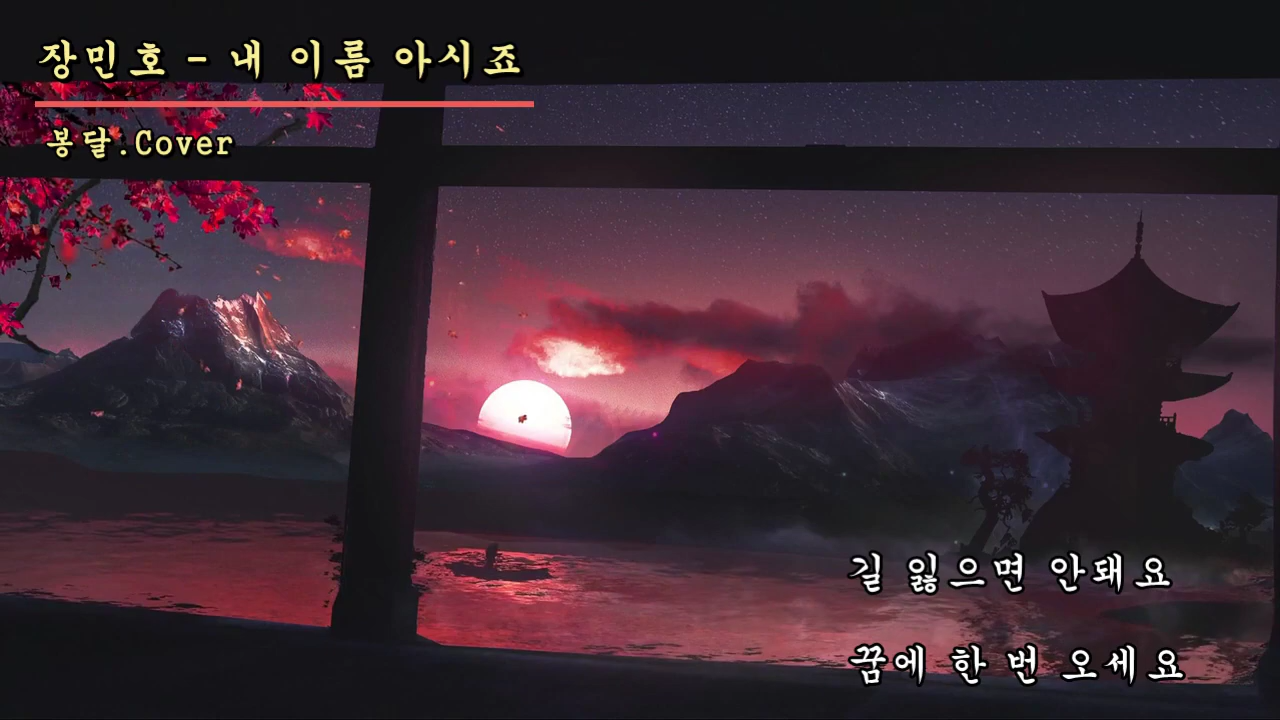 장민호 - 내 이름 아시죠
봉달.Cover
길 잃으면 안돼요
꿈에 한 번 오세요